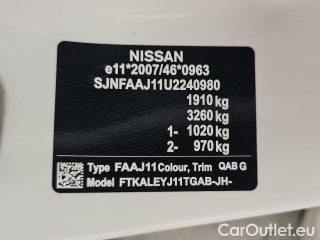 NISSAN
e11*2007/46*0963
SJNFAAJ11U2240980
1910 kg
3260 kg
1- 1020 kg
2- 970 kg
Type FAAJ11 Colour, Trim QAB G
Model FTKALEYJ11TGAB-JH-
CarOutlet.eu